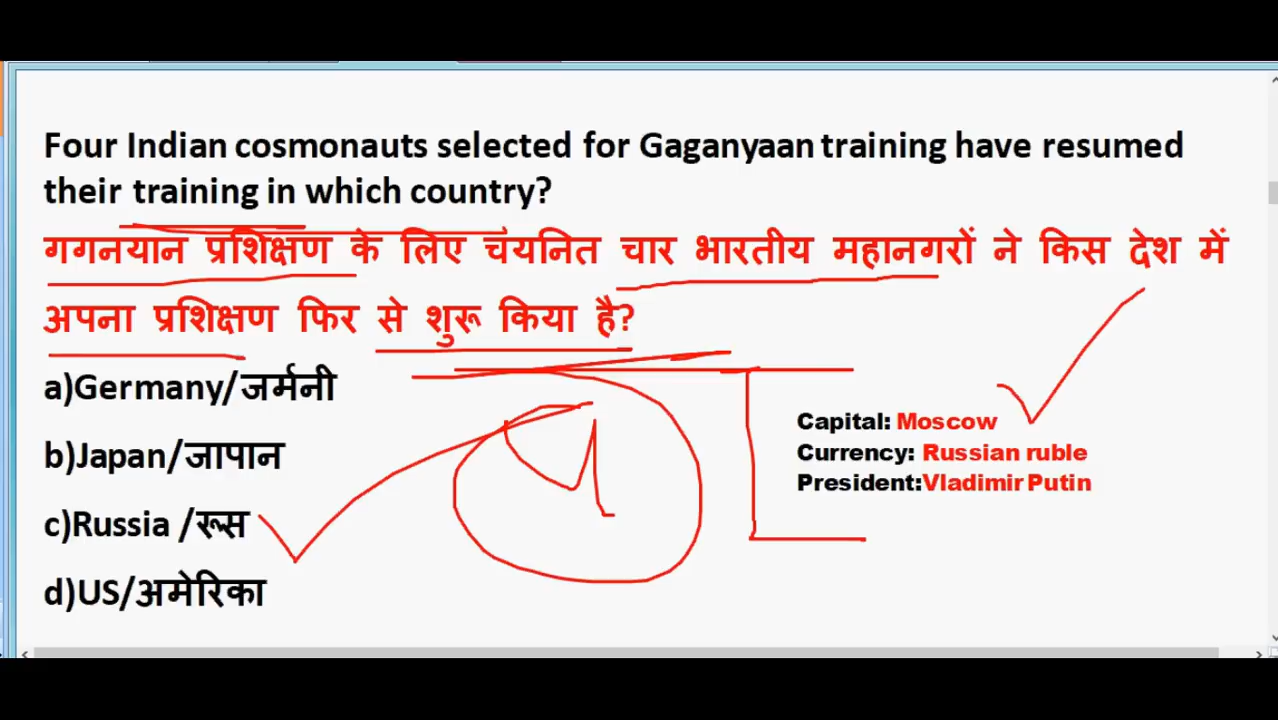 Four Indian cosmonauts selected for Gaganyaan training have resumed
their training in which country?
गगनयान प्रशिक्षण के लिए चयनित चार भारतीय महानगरों ने किस देश में
अपना प्रशिक्षण फिर से शुरू किया है?
a)Germany/जर्मनी
b)Japan/जापान
c)Russia /रूस
d)US/अमेरिका
Capital: Moscow
Currency: Russian ruble
President:Vladimir Putin